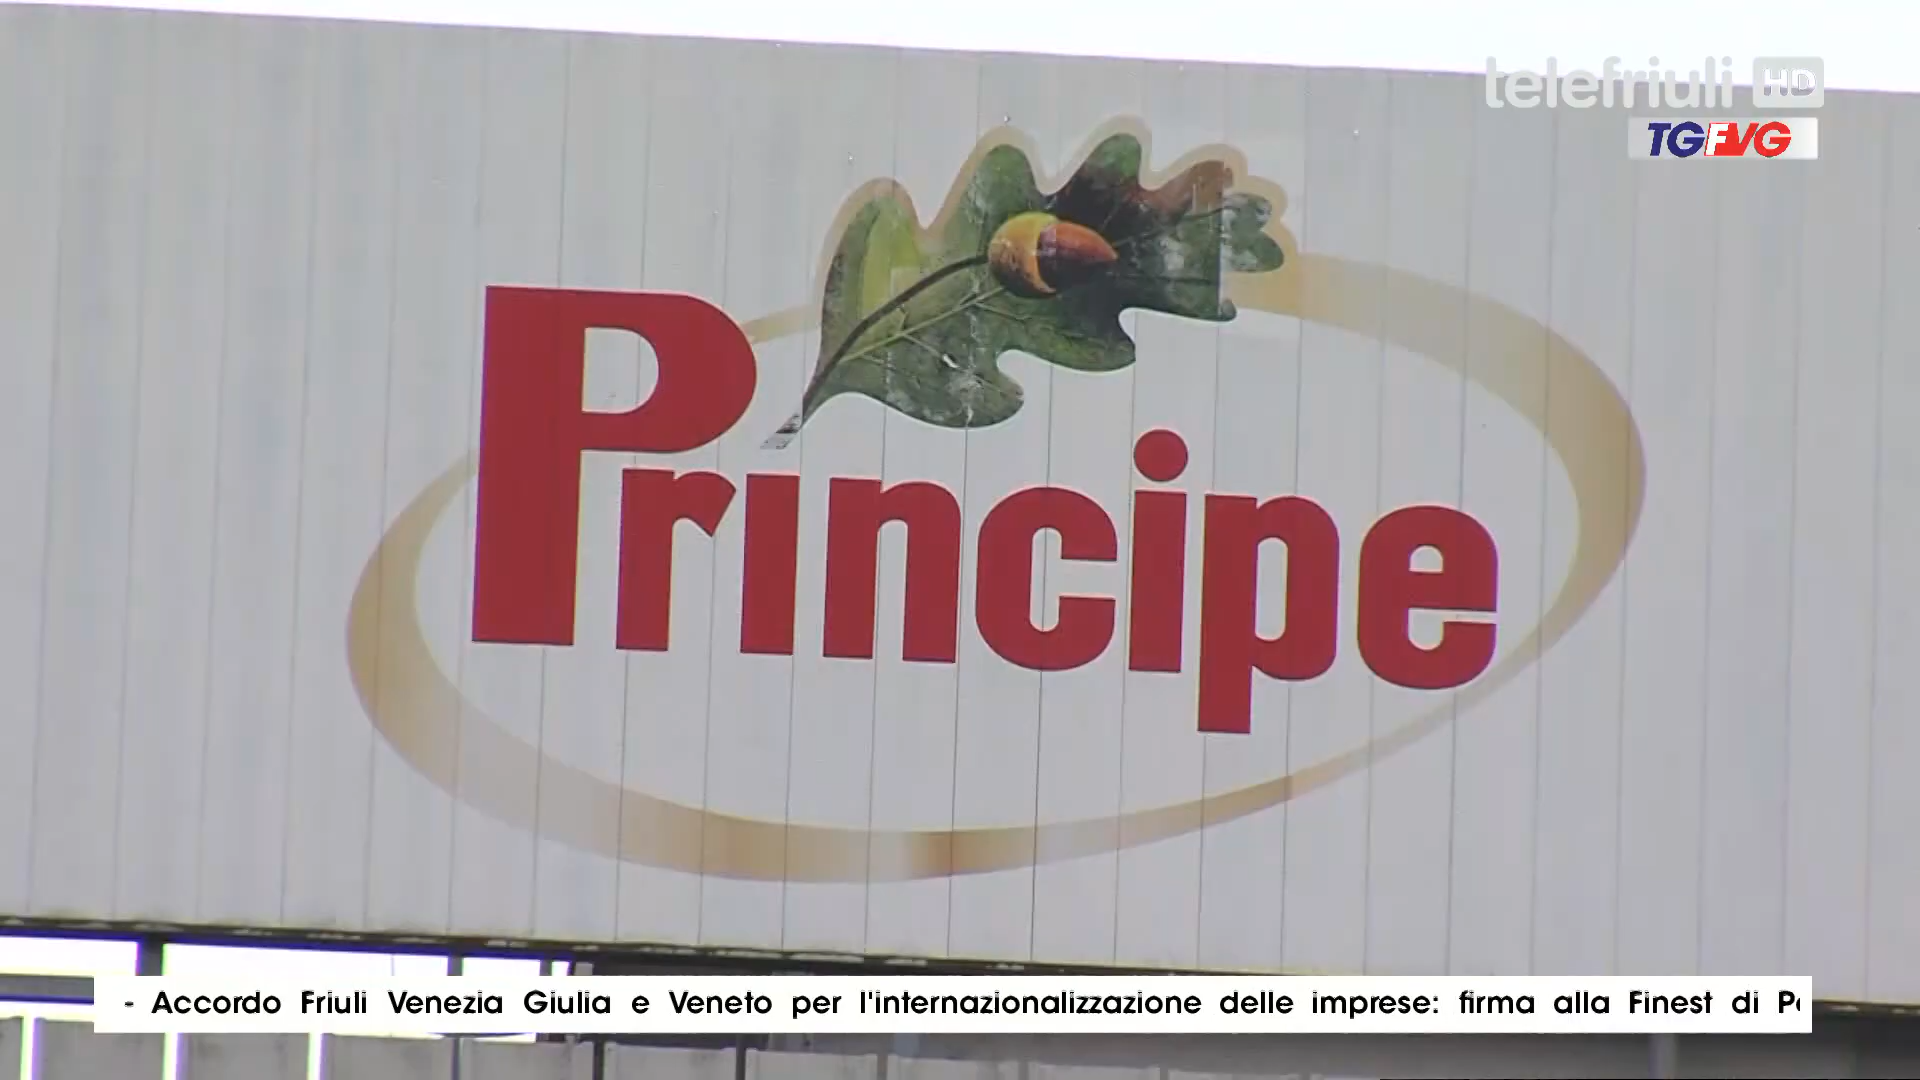 telefriuli HD
TGFVG
Principe
- Accordo Friuli Venezia Giulia e Veneto per l'internazionalizzazione delle imprese: firma alla Finest di